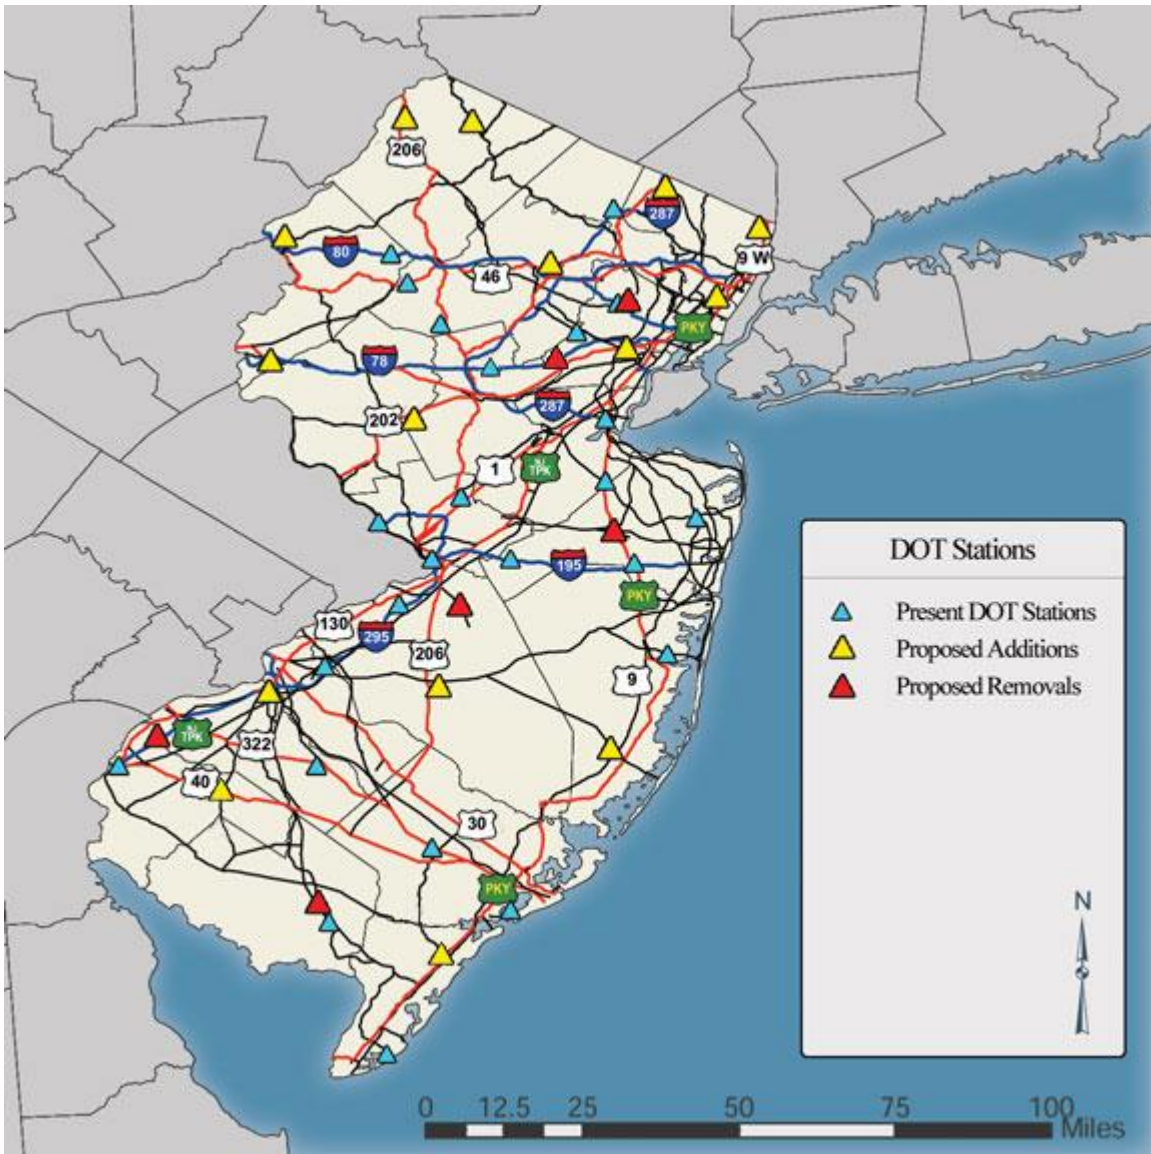 206
287
9 W
80
46
PKY
78
287
202
1
NJ
TPK
195
PKY
130
295
206
9
NJ
TPK
322
40
30
PKY
DOT Stations
Present DOT Stations
Proposed Additions
Proposed Removals
N
0 12.5 25 50 75 100
Miles